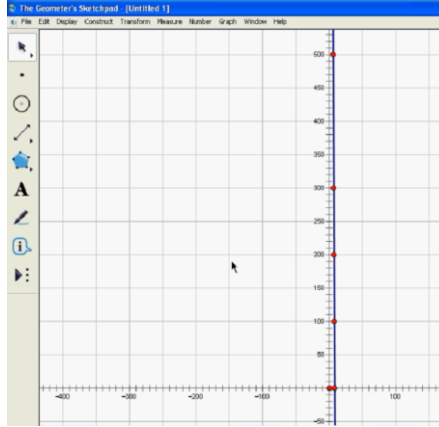 The Geometer's Sketchpad - [Untitled 1]
File Edit Display Construct Transform Measure Number Graph Window Help
500
450
400
350
300
250
200
150
100
50
-400 -300 -200 -100 100
-50
A
i